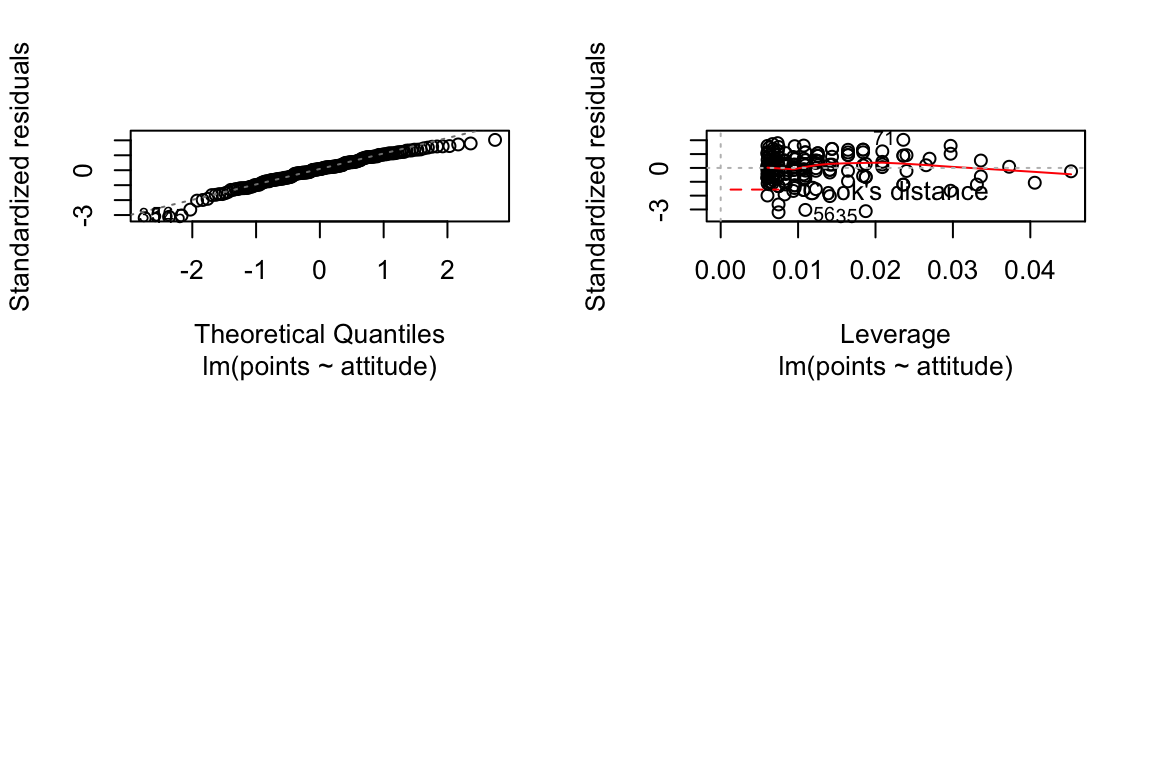 Standardized residuals
0
-3
-2 -1 0 1 2
Theoretical Quantiles
lm(points ~ attitude)
Standardized residuals
0
-3
71
Cook's distance
5635
0.00 0.01 0.02 0.03 0.04
Leverage
lm(points ~ attitude)